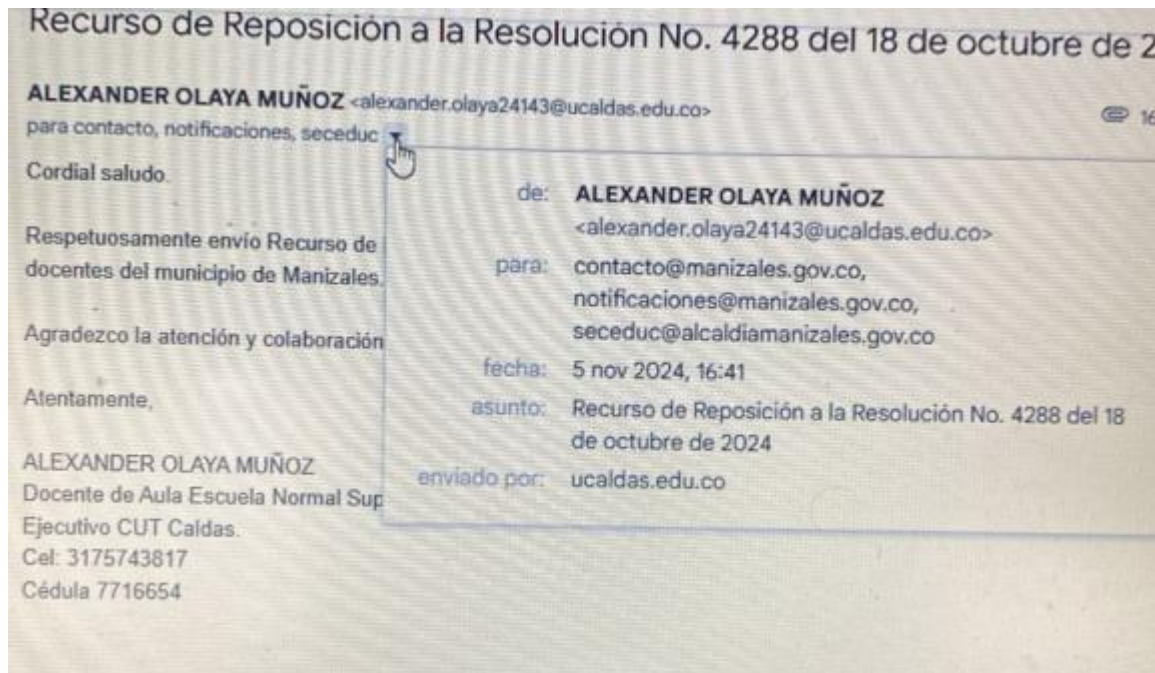 Recurso de Reposición a la Resolución No. 4288 del 18 de octubre de 2
ALEXANDER OLAYA MUÑOZ <alexander.olaya24143@ucaldas.edu.co>
16
para contacto, notificaciones, seceduc
Cordial saludo.
Respetuosamente envío Recurso de
docentes del municipio de Manizales.
Agradezco la atención y colaboración
Atentamente,
ALEXANDER OLAYA MUÑOZ
Docente de Aula Escuela Normal Sup
Ejecutivo CUT Caldas.
Cel: 3175743817
Cédula 7716654
de: ALEXANDER OLAYA MUÑOZ
<alexander.olaya24143@ucaldas.edu.co>
para: contacto@manizales.gov.co,
notificaciones@manizales.gov.co,
seceduc@alcaldiamanizales.gov.co
fecha: 5 nov 2024, 16:41
asunto: Recurso de Reposición a la Resolución No. 4288 del 18
de octubre de 2024
enviado por: ucaldas.edu.co